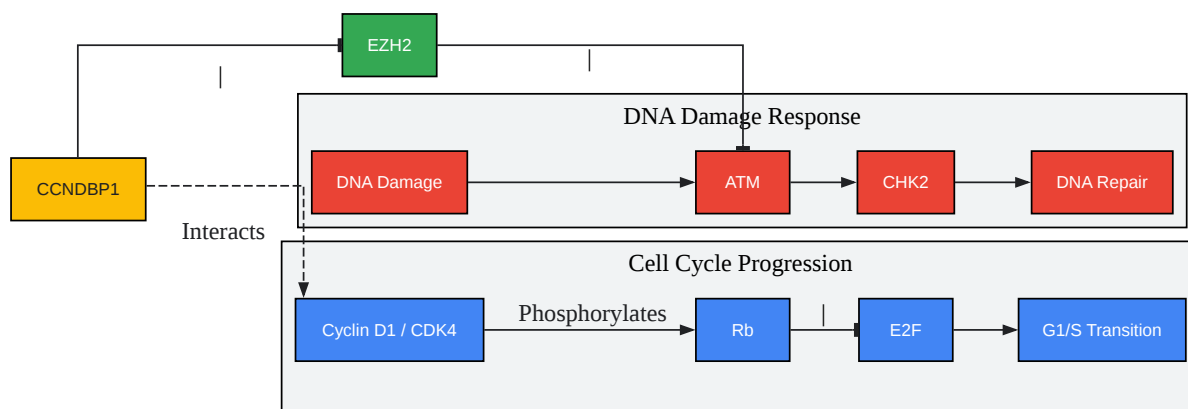 EZH2
|
|
DNA Damage Response
CCNDBP1
DNA Damage
ATM
CHK2
DNA Repair
Interacts
Cell Cycle Progression
Cyclin D1 / CDK4
Phosphorylates
Rb
|
E2F
G1/S Transition